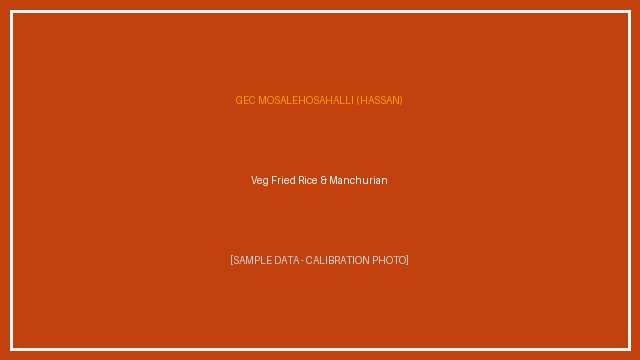 GEC MOSALEHOSAHALLI (HASSAN)
Veg Fried Rice & Manchurian
[SAMPLE DATA - CALIBRATION PHOTO]